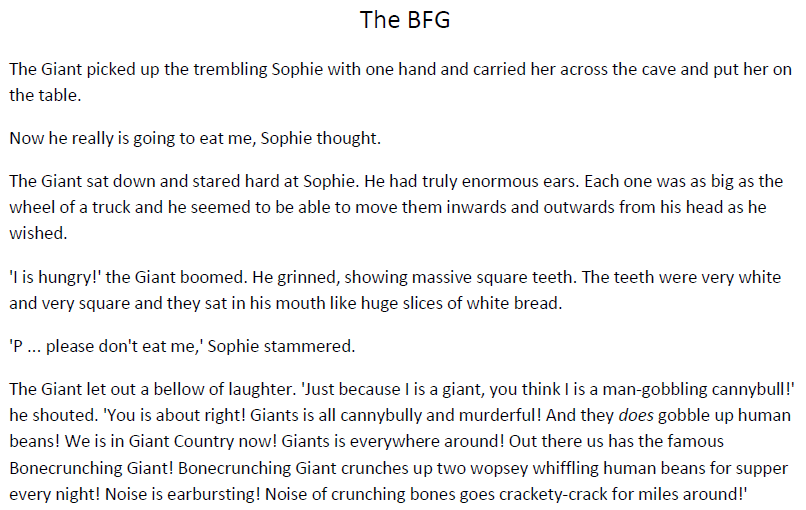 The BFG
The Giant picked up the trembling Sophie with one hand and carried her across the cave and put her on
the table.
Now he really is going to eat me, Sophie thought.
The Giant sat down and stared hard at Sophie. He had truly enormous ears. Each one was as big as the
wheel of a truck and he seemed to be able to move them inwards and outwards from his head as he
wished.
'I is hungry!' the Giant boomed. He grinned, showing massive square teeth. The teeth were very white
and very square and they sat in his mouth like huge slices of white bread.
'P ... please don't eat me,' Sophie stammered.
The Giant let out a bellow of laughter. 'Just because I is a giant, you think I is a man-gobbling cannybull!'
he shouted. 'You is about right! Giants is all cannybully and murderful! And they does gobble up human
beans! We is in Giant Country now! Giants is everywhere around! Out there us has the famous
Bonecrunching Giant! Bonecrunching Giant crunches up two wopsey whiffling human beans for supper
every night! Noise is earbursting! Noise of crunching bones goes crackety-crack for miles around!'